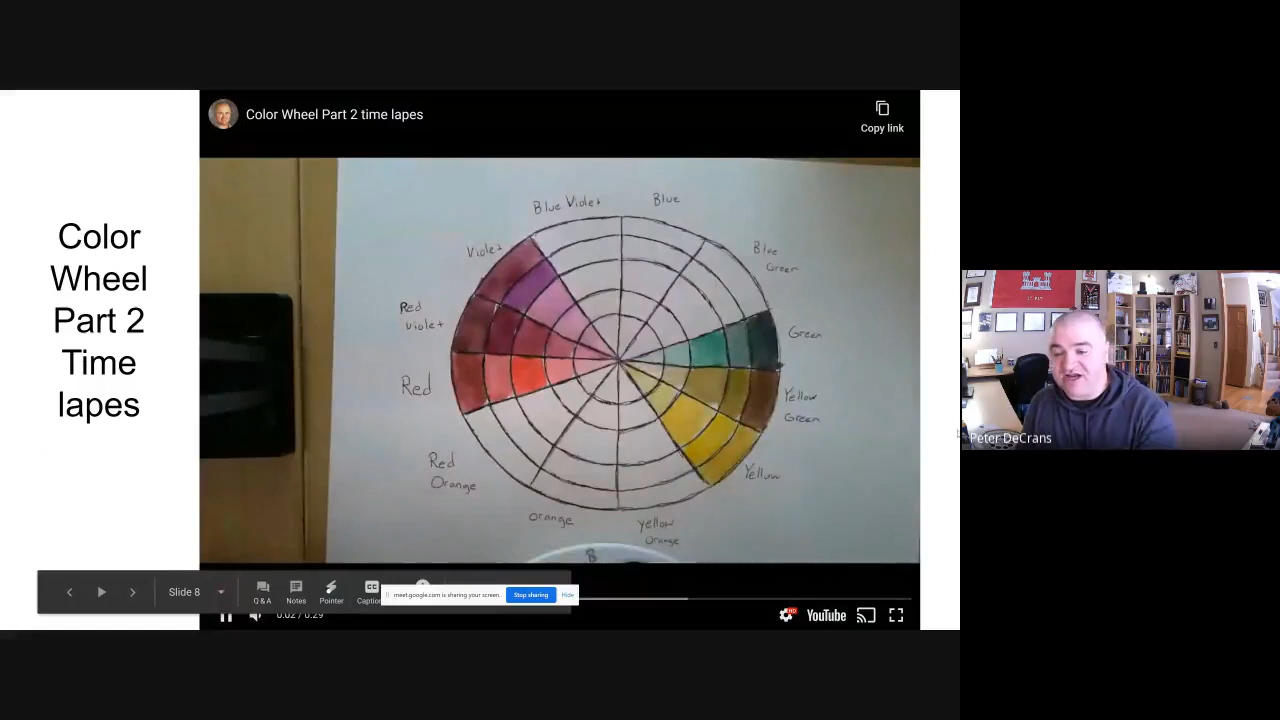 Color Wheel Part 2 time lapes
Copy link
Color
Wheel
Part 2
Time
lapes
Blue Violet
Blue
Violet
Blue
Green
Red
Violet
Green
Red
Yellow
Green
Red
Orange
Yellow
Orange
Yellow
Orange
B
Peter DeCrans
Slide 8
Q & A
Notes
Pointer
Captio
meet.google.com is sharing your screen.
Stop sharing
Hide
0:02 / 0:29
HD
YouTube